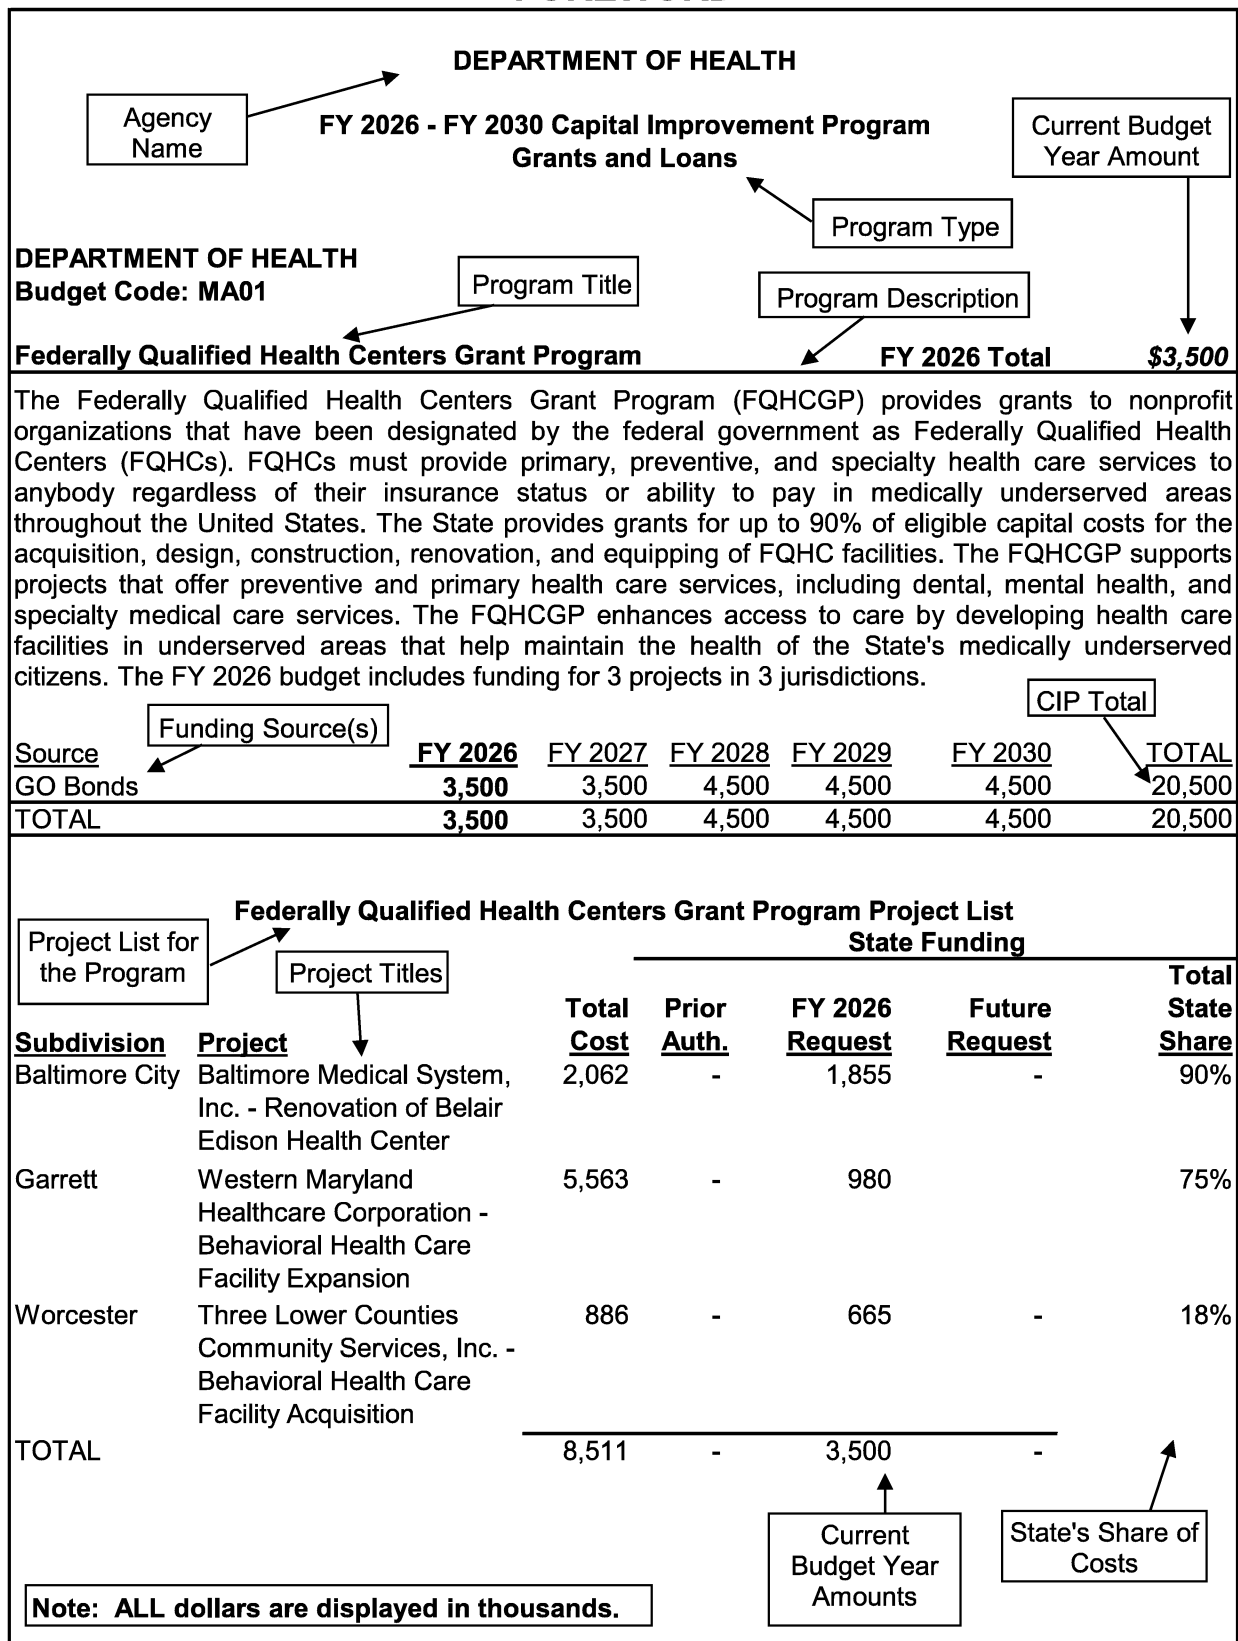 DEPARTMENT OF HEALTH
Agency
Name
FY 2026 - FY 2030 Capital Improvement Program
Grants and Loans
Current Budget
Year Amount
Program Type
DEPARTMENT OF HEALTH
Budget Code: MA01
Program Title
Program Description
Federally Qualified Health Centers Grant Program FY 2026 Total $3,500
The Federally Qualified Health Centers Grant Program (FQHCGP) provides grants to nonprofit
organizations that have been designated by the federal government as Federally Qualified Health
Centers (FQHCs). FQHCs must provide primary, preventive, and specialty health care services to
anybody regardless of their insurance status or ability to pay in medically underserved areas
throughout the United States. The State provides grants for up to 90% of eligible capital costs for the
acquisition, design, construction, renovation, and equipping of FQHC facilities. The FQHCGP supports
projects that offer preventive and primary health care services, including dental, mental health, and
specialty medical care services. The FQHCGP enhances access to care by developing health care
facilities in underserved areas that help maintain the health of the State's medically underserved
citizens. The FY 2026 budget includes funding for 3 projects in 3 jurisdictions.
CIP Total
Funding Source(s)
Source FY 2026 FY 2027 FY 2028 FY 2029 FY 2030 TOTAL
GO Bonds 3,500 3,500 4,500 4,500 4,500 20,500
TOTAL 3,500 3,500 4,500 4,500 4,500 20,500
Federally Qualified Health Centers Grant Program Project List
Project List for
the Program
State Funding
Project Titles
Total
Total Prior FY 2026 Future State
Subdivision Project Cost Auth. Request Request Share
Baltimore City Baltimore Medical System, 2,062 - 1,855 - 90%
Inc. - Renovation of Belair
Edison Health Center
Garrett Western Maryland 5,563 - 980 75%
Healthcare Corporation -
Behavioral Health Care
Facility Expansion
Worcester Three Lower Counties 886 - 665 - 18%
Community Services, Inc. -
Behavioral Health Care
Facility Acquisition
TOTAL 8,511 - 3,500 -
Current
Budget Year
Amounts
State's Share of
Costs
Note: ALL dollars are displayed in thousands.